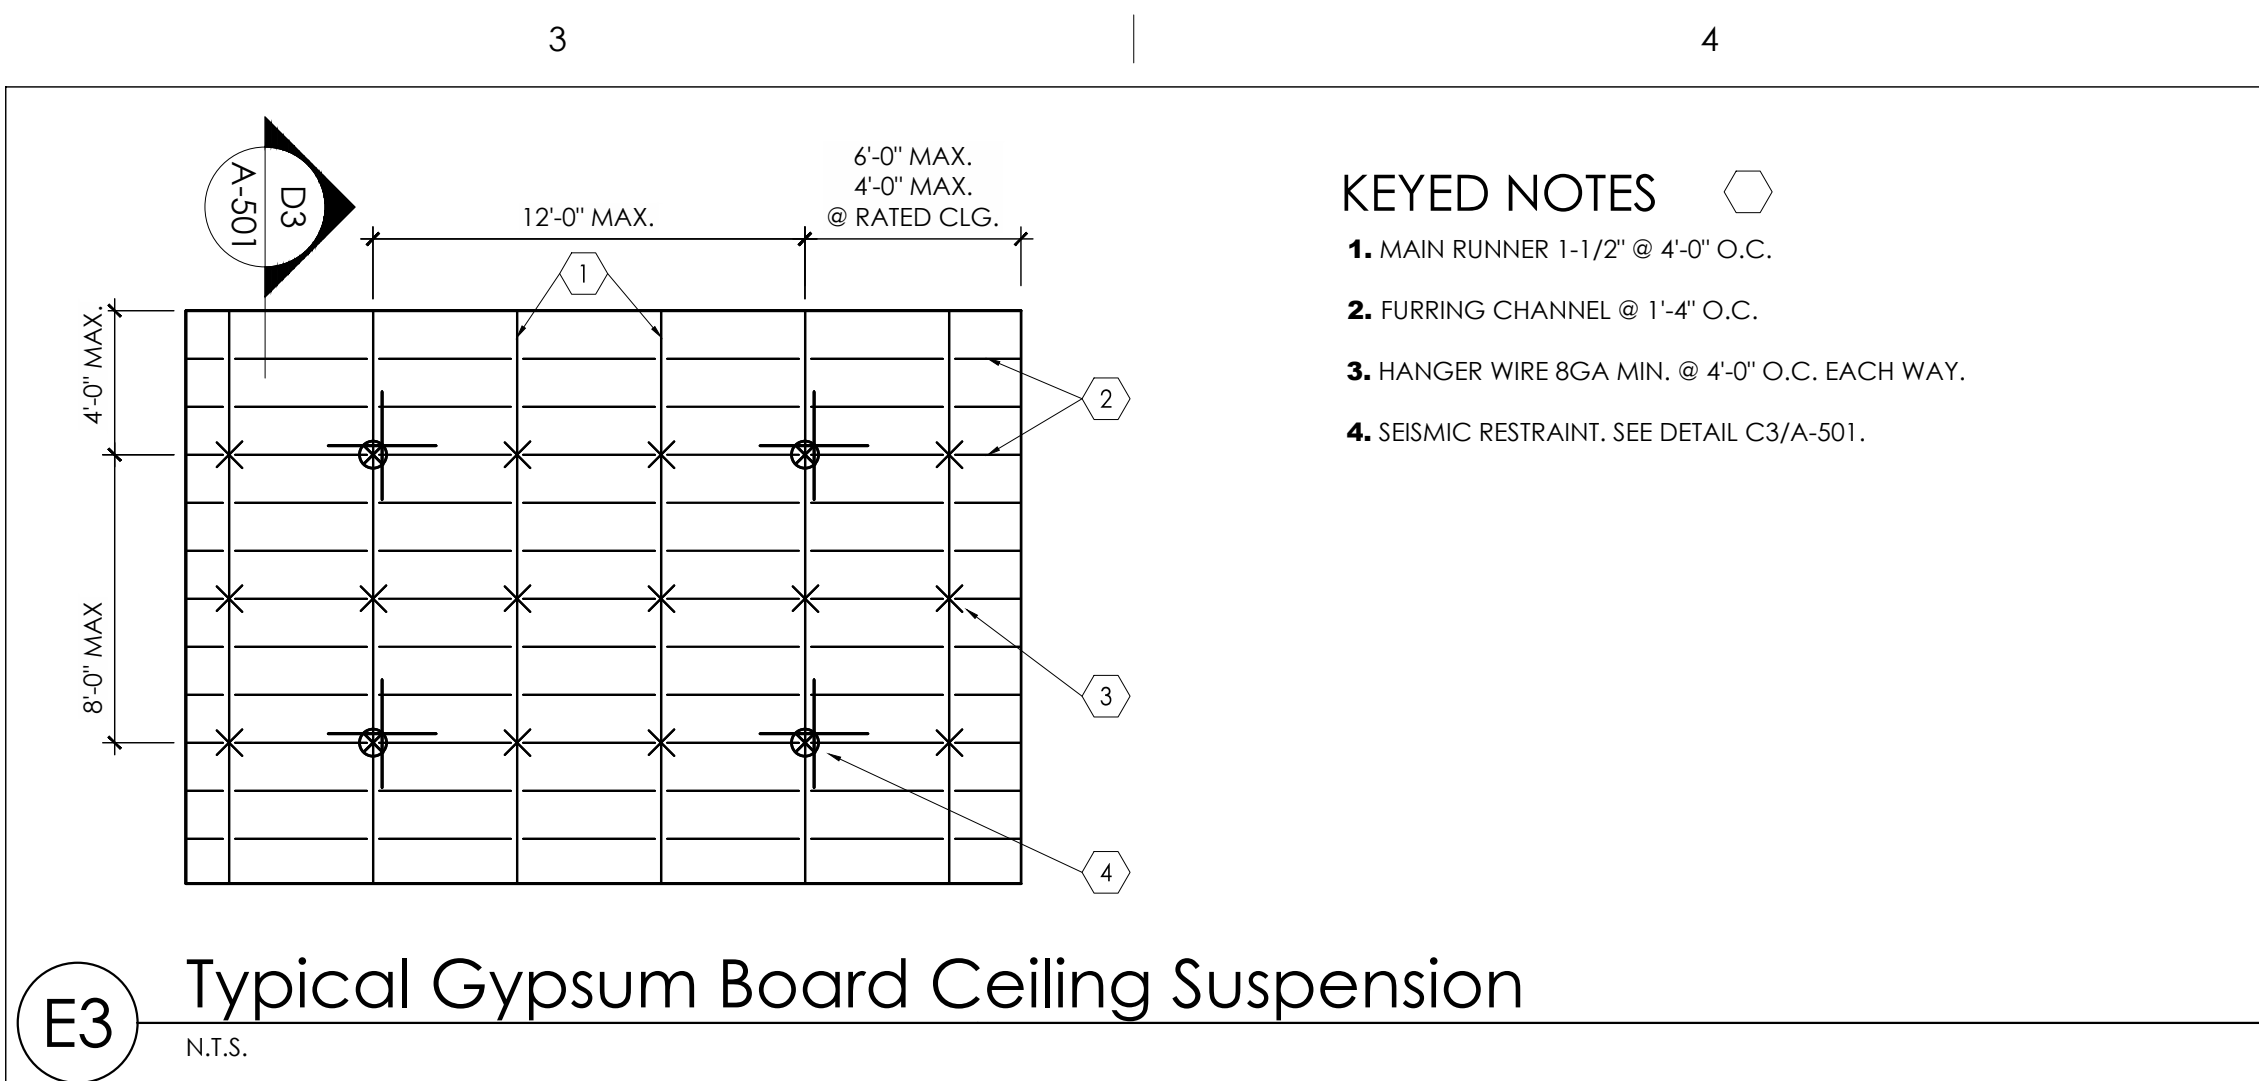 3
4
D3
A-501
12'-0" MAX.
6'-0" MAX.
4'-0" MAX.
@ RATED CLG.
4'-0" MAX.
8'-0" MAX
1
2
3
4
KEYED NOTES
1. MAIN RUNNER 1-1/2" @ 4'-0" O.C.
2. FURRING CHANNEL @ 1'-4" O.C.
3. HANGER WIRE 8GA MIN. @ 4'-0" O.C. EACH WAY.
4. SEISMIC RESTRAINT. SEE DETAIL C3/A-501.
E3
Typical Gypsum Board Ceiling Suspension
N.T.S.